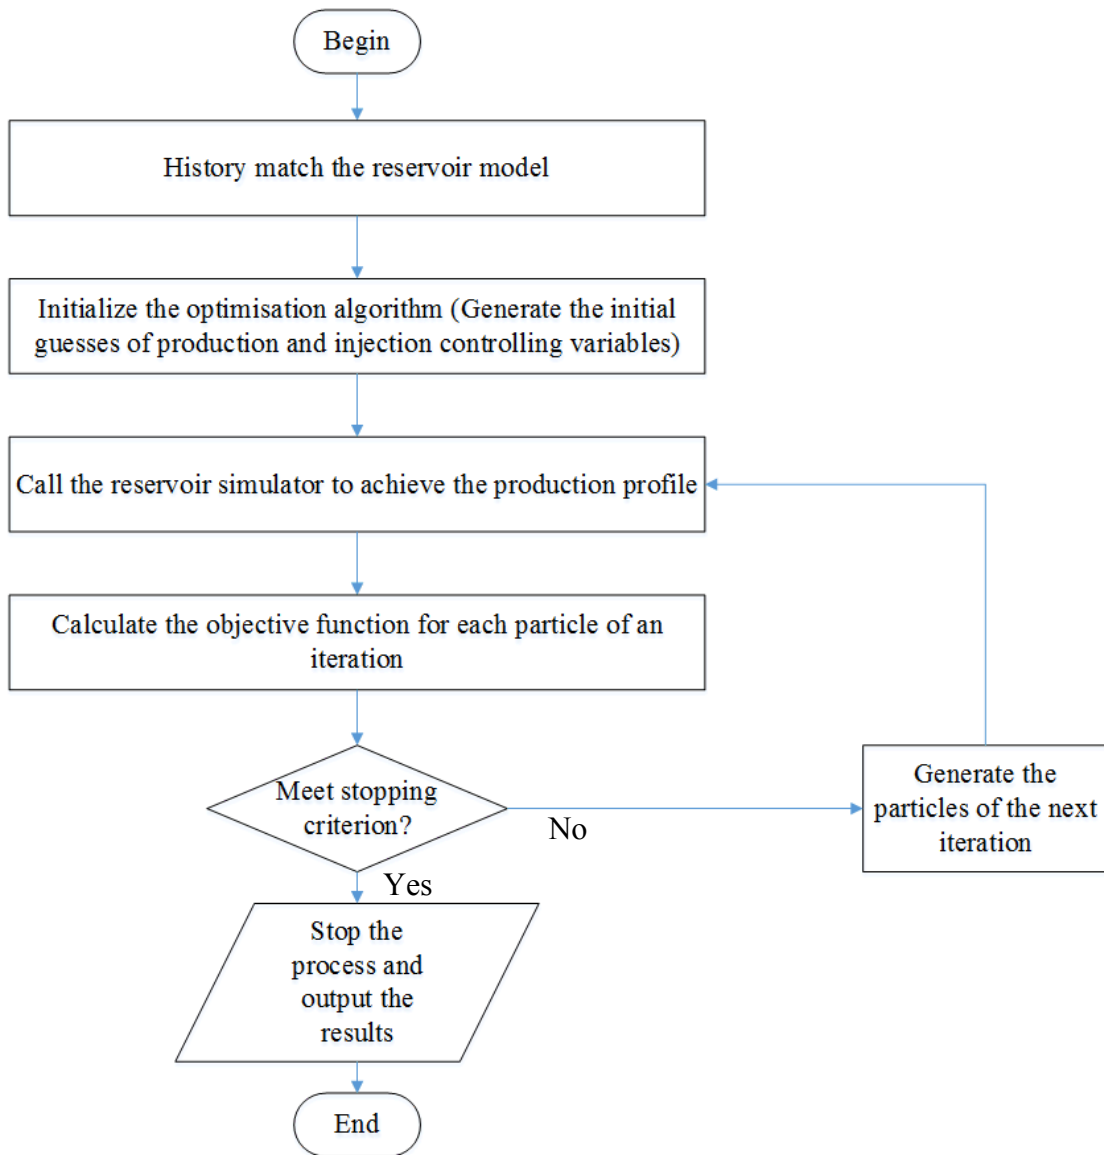 Begin
History match the reservoir model
Initialize the optimisation algorithm (Generate the initial
guesses of production and injection controlling variables)
Call the reservoir simulator to achieve the production profile
Calculate the objective function for each particle of an
iteration
Meet stopping
criterion?
No
Generate the
particles of the next
iteration
Yes
Stop the
process and
output the
results
End